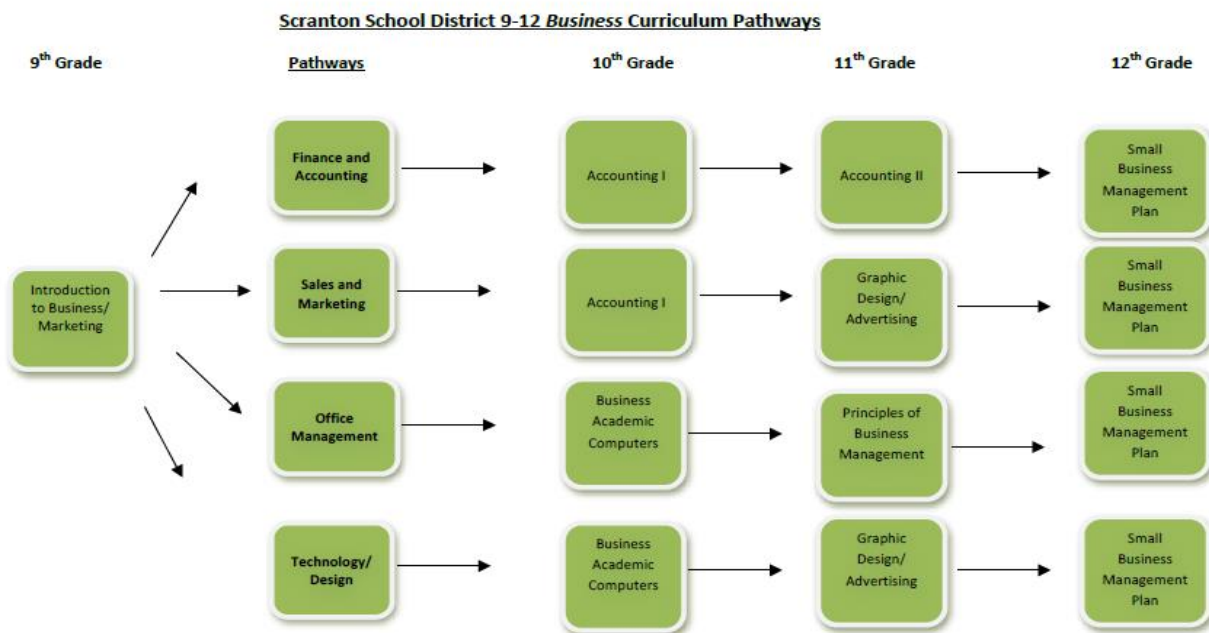 Scranton School District 9-12 Business Curriculum Pathways
9th Grade
Pathways
10th Grade
11th Grade
12th Grade
Introduction
to Business/
Marketing
Finance and
Accounting
Accounting I
Accounting II
Small
Business
Management
Plan
Sales and
Marketing
Accounting I
Graphic
Design/
Advertising
Small
Business
Management
Plan
Office
Management
Business
Academic
Computers
Principles of
Business
Management
Small
Business
Management
Plan
Technology/
Design
Business
Academic
Computers
Graphic
Design/
Advertising
Small
Business
Management
Plan